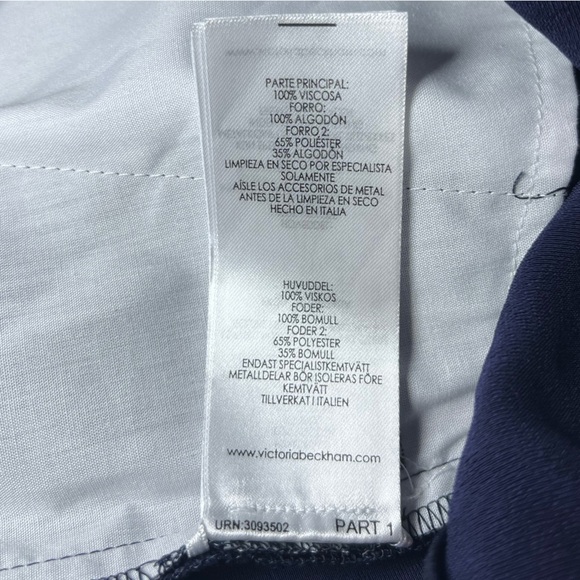 PARTE PRINCIPAL:
100% VISCOSA
FORRO:
100% ALGODÓN
FORRO 2:
65% POLIÉSTER
35% ALGODÓN
LIMPIEZA EN SECO POR ESPECIALISTA
SOLAMENTE
AÍSLE LOS ACCESORIOS DE METAL
ANTES DE LA LIMPIEZA EN SECO
HECHO EN ITALIA
HUVUDDEL:
100% VISKOS
FODER:
100% BOMULL
FODER 2:
65% POLYESTER
35% BOMULL
ENDAST SPECIALISTKEMTVÄTT
METALLDELAR BÖR ISOLERAS FÖRE
KEMTVÄTT
TILLVERKAT I ITALIEN
www.victoriabeckham.com
URN:3093502 PART 1